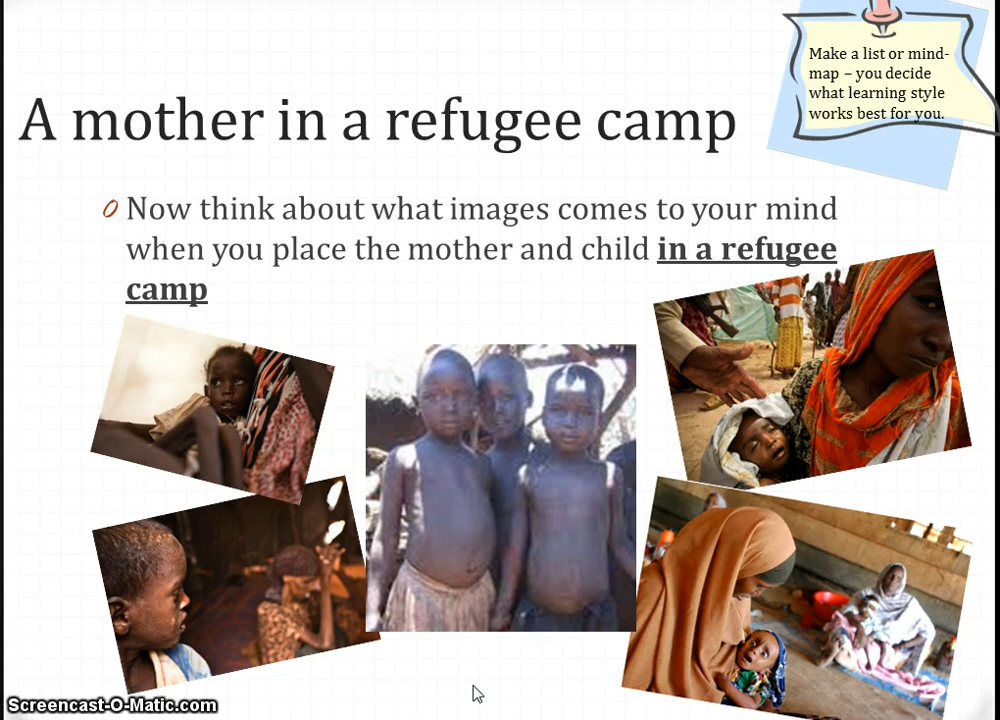 Make a list or mind-
map – you decide
what learning style
works best for you.
A mother in a refugee camp
Now think about what images comes to your mind
when you place the mother and child in a refugee
camp
Screencast-O-Matic.com